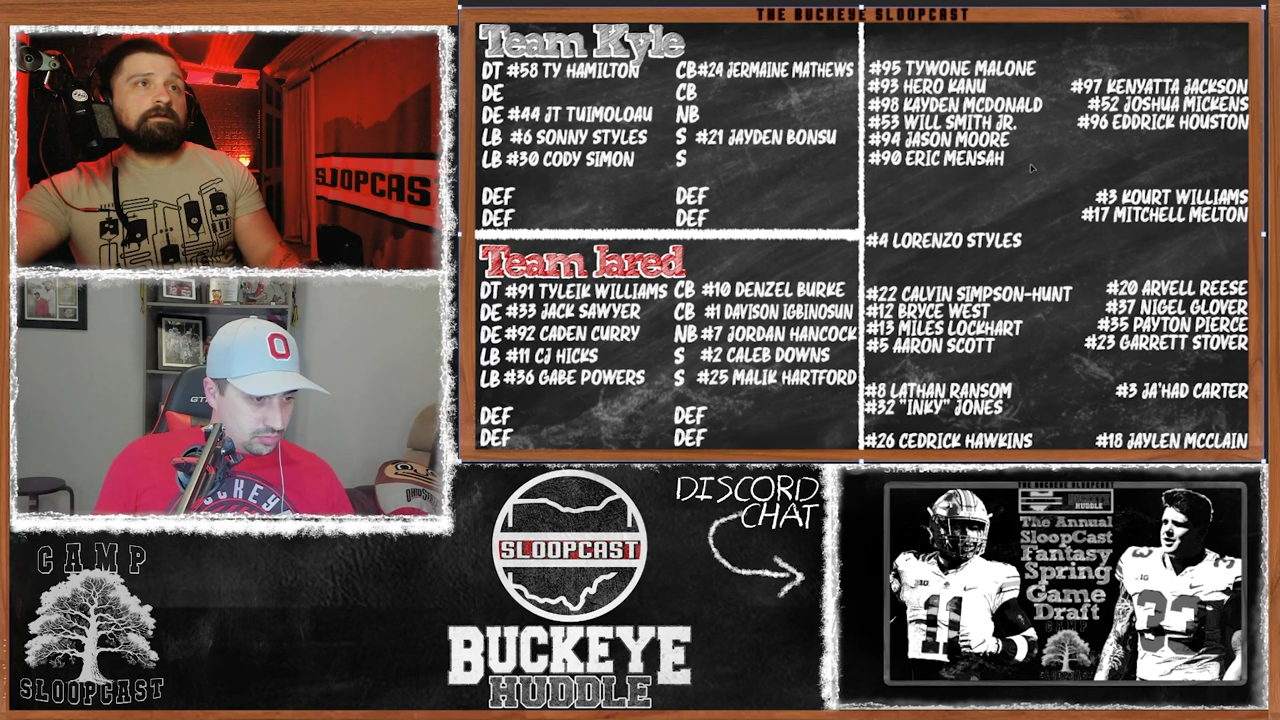 THE BUCKEYE SLOOPCAST
Team Kyle
DT #58 TY HAMILTON
DE
DE #44 JT TUIMOLOAU
LB #6 SONNY STYLES
LB #30 CODY SIMON
DEF
DEF
CB #24 JERMAINE MATHEWS
CB
NB
S #21 JAYDEN BONSU
S
DEF
DEF
Team Jared
DT #91 TYLEIK WILLIAMS
DE #33 JACK SAWYER
DE #92 CADEN CURRY
LB #11 CJ HICKS
LB #36 GABE POWERS
DEF
DEF
CB #10 DENZEL BURKE
CB #1 DAVISON IGBINOSUN
NB #7 JORDAN HANCOCK
S #2 CALEB DOWNS
S #25 MALIK HARTFORD
DEF
DEF
#95 TYWONE MALONE
#93 HERO KANU
#98 KAYDEN MCDONALD
#53 WILL SMITH JR.
#94 JASON MOORE
#90 ERIC MENSAH
#4 LORENZO STYLES
#22 CALVIN SIMPSON-HUNT
#12 BRYCE WEST
#13 MILES LOCKHART
#5 AARON SCOTT
#8 LATHAN RANSOM
#32 "INKY" JONES
#26 CEDRICK HAWKINS
#97 KENYATTA JACKSON
#52 JOSHUA MICKENS
#96 EDDRICK HOUSTON
#3 KOURT WILLIAMS
#17 MITCHELL MELTON
#20 ARVELL REESE
#37 NIGEL GLOVER
#35 PAYTON PIERCE
#23 GARRETT STOVER
#3 JA'HAD CARTER
#18 JAYLEN MCCLAIN
SLOOPCAST
O
CAMP
SLOOPCAST
SLOOPCAST
BUCKEYE
HUDDLE
DISCORD
CHAT
The Annual
SloopCast
Fantasy
Spring
Game
Draft
CAMP
SLOOPCAST
11
33